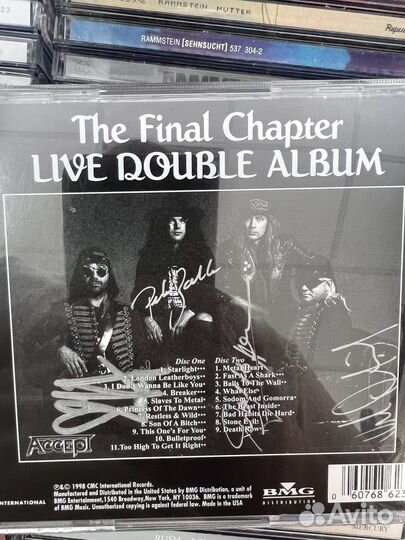 RAMMSTEIN MUTTER
RAMMSTEIN [SEHNSUCHT] 537 304-2
The Final Chapter
LIVE DOUBLE ALBUM
Disc One
1. Starlight•••
2. London Leatherboys•
3. I Don't Wanna Be Like You••
4. Breaker•••
5. Slaves To Metal••
6. Princess Of The Dawn•••
7. Restless & Wild••
8. Son Of A Bitch•••
9. This One's For You••
10. Bulletproof•
11. Too High To Get It Right••
Disc Two
1. Metal Heart••
2. Fast As A Shark•••
3. Balls To The Wall••
4. What Else••
5. Sodom And Gomorra•
6. The Beast Inside•
7. Bad Habits Die Hard•
8. Stone Evil•
9. Death Row•
ACCEPT
℗&© 1998 CMC International Records.
Manufactured and Distributed in the United States by BMG Distribution, a unit of
BMG Entertainment, 1540 Broadway, New York, NY 10036. BMG is a trademark
of BMG Music. Unauthorized copying is against federal law. Made in the USA
BMG
DISTRIBUTION
0 60768 623
INTERNATIONAL
MERCURY
Avito